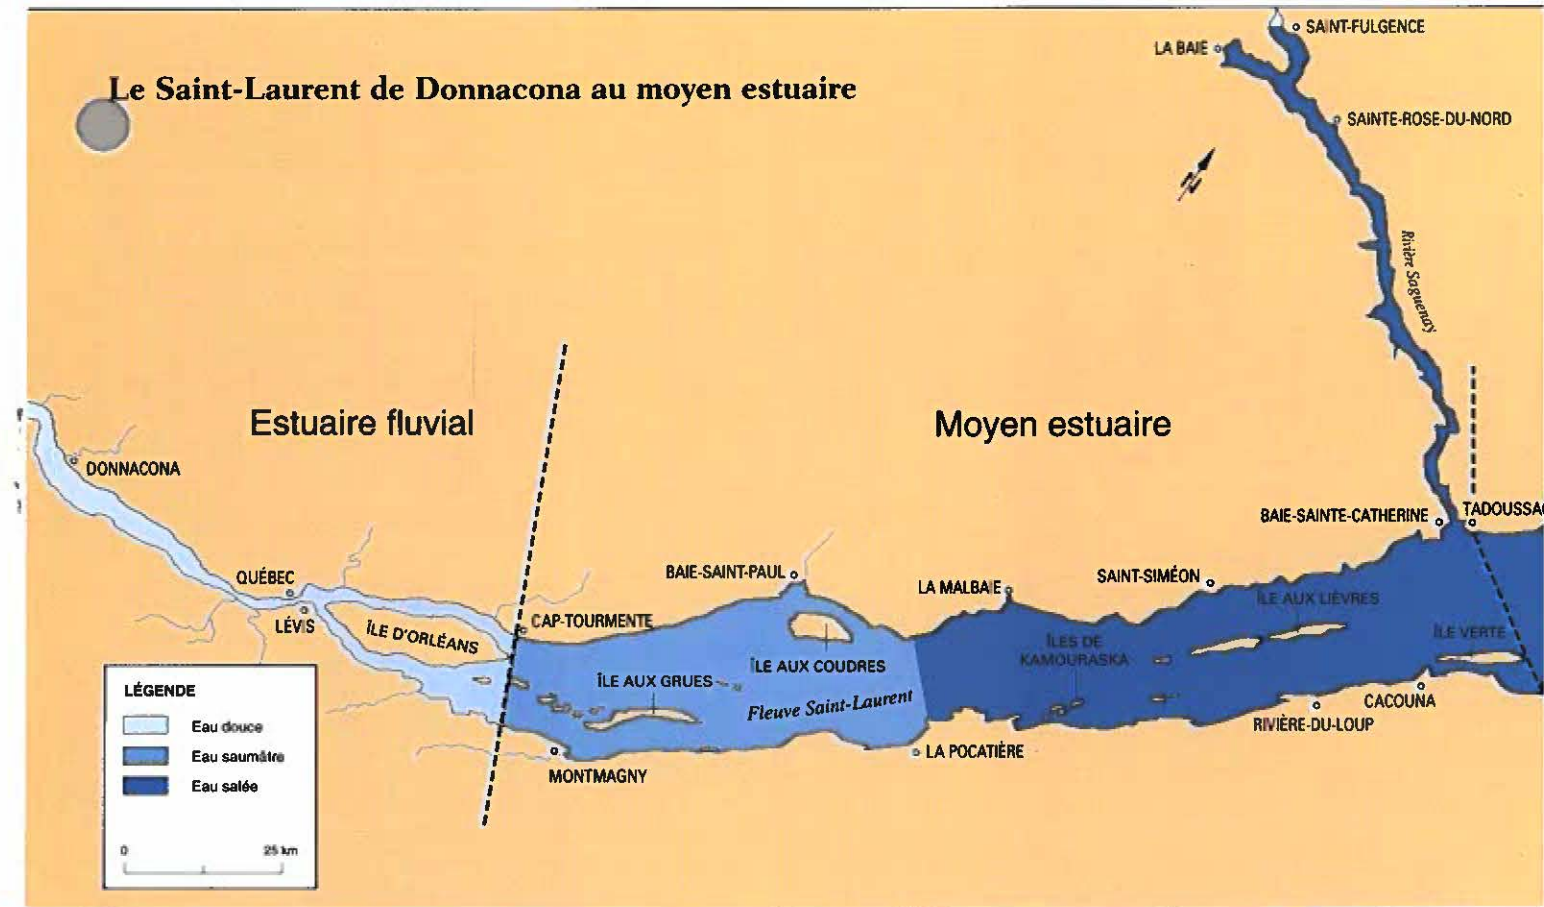 Le Saint-Laurent de Donnacona au moyen estuaire
SAINT-FULGENCE
LA BAIE
SAINTE-ROSE-DU-NORD
N
Rivière Saguenay
Estuaire fluvial
Moyen estuaire
DONNACONA
BAIE-SAINTE-CATHERINE
TADOUSSA
QUÉBEC
BAIE-SAINT-PAUL
LA MALBAIE
SAINT-SIMÉON
ÎLE AUX LIÈVRES
LÉVIS
ÎLE D'ORLÉANS
CAP-TOURMENTE
ÎLES DE
KAMOURASKA
ÎLE VERTE
ÎLE AUX COUDRES
ÎLE AUX GRUES
Fleuve Saint-Laurent
CACOUNA
RIVIÈRE-DU-LOUP
LA POCATIÈRE
MONTMAGNY
LÉGENDE
Eau douce
Eau saumâtre
Eau salée
0 25 km